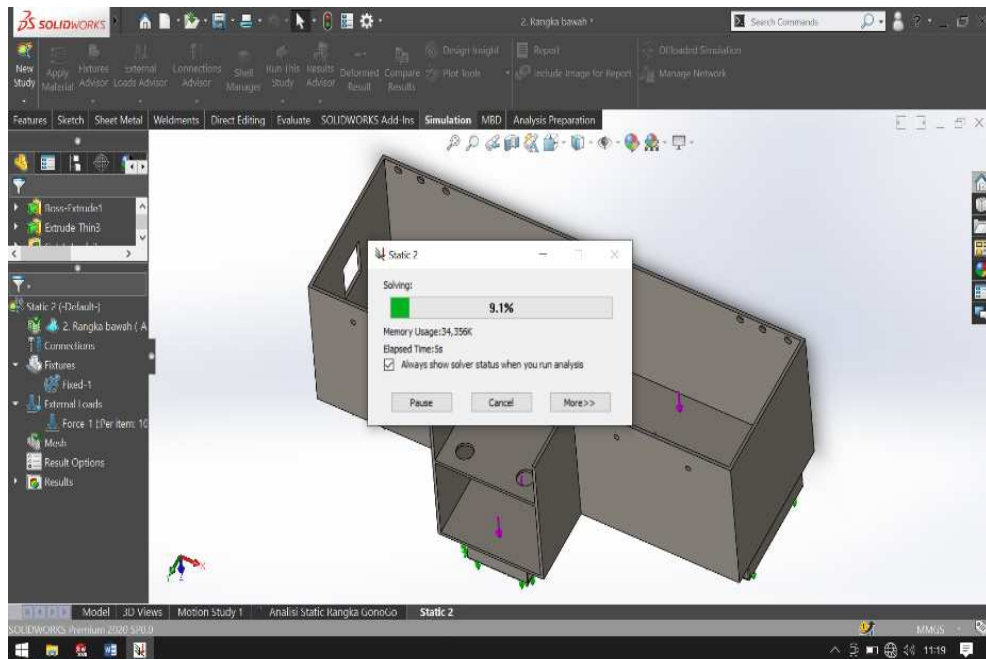 SOLIDWORKS
2. Rangka bawah *
Search Commands
New Study
Apply Material
Fixtures Advisor
External Loads Advisor
Connections Advisor
Shell Manager
Run This Study
Results Advisor
Deformed Result
Compare Results
Design Insight
Plot Tools
Report
Include Image for Report
Offloaded Simulation
Manage Network
Features Sketch Sheet Metal Weldments Direct Editing Evaluate SOLIDWORKS Add-Ins Simulation MBD Analysis Preparation
Boss-Extrude1
Extrude Thin3
Static 2 (-Default-)
2. Rangka bawah ( A
Connections
Fixtures
Fixed-1
External Loads
Force 1 (:Per item: 10
Mesh
Result Options
Results
Static 2
Solving:
9.1%
Memory Usage:34,356K
Elapsed Time:5s
Always show solver status when you run analysis
Pause Cancel More>>
Model 3D Views Motion Study 1 Analisi Static Rangka GonoGo Static 2
SOLIDWORKS Premium 2020 SP0.0
MMGS
11:19